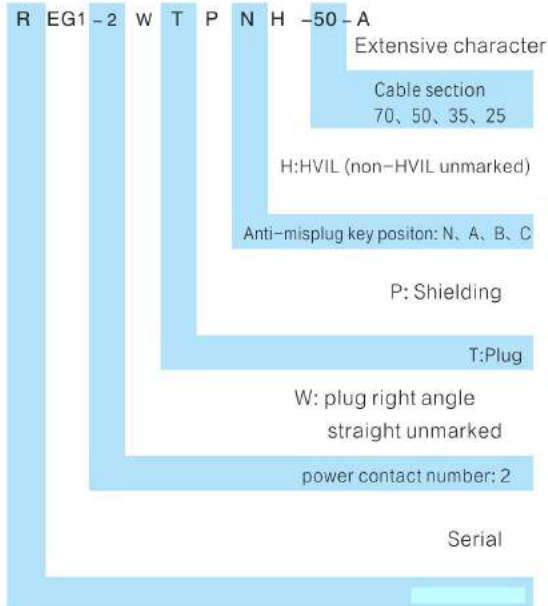 R EG1 - 2 W T P N H -50 - A
Extensive character
Cable section
70、50、35、25
H:HVIL (non-HVIL unmarked)
Anti-misplug key positon: N、A、B、C
P: Shielding
T:Plug
W: plug right angle
straight unmarked
power contact number: 2
Serial